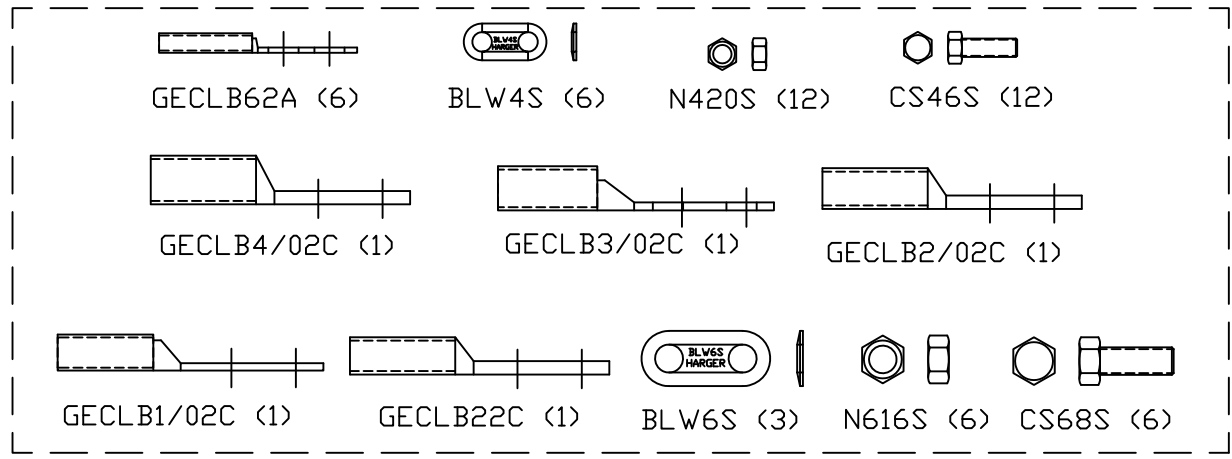 BLW4S
HARGER
GECLB62A (6)
BLW4S (6)
N420S (12)
CS46S (12)
GECLB4/02C (1)
GECLB3/02C (1)
GECLB2/02C (1)
BLW6S
HARGER
GECLB1/02C (1)
GECLB22C (1)
BLW6S (3)
N616S (6)
CS68S (6)